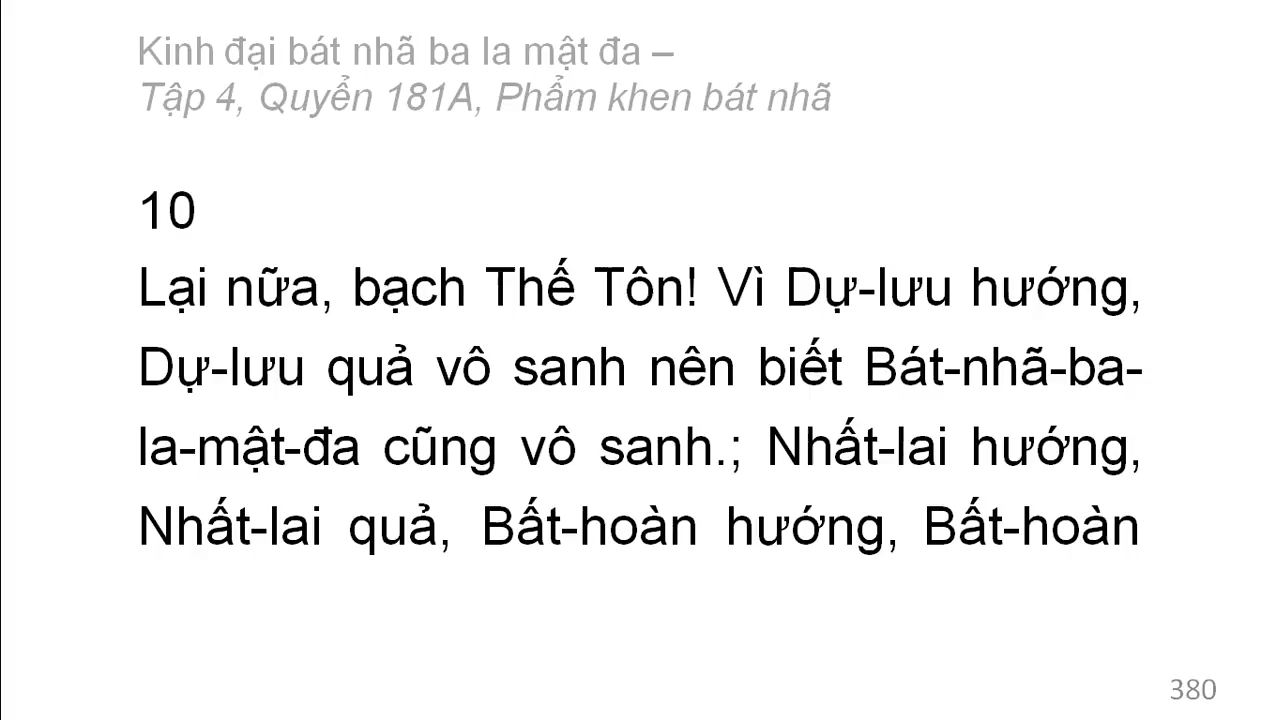 Kinh đại bát nhã ba la mật đa –
Tập 4, Quyển 181A, Phẩm khen bát nhã
10
Lại nữa, bạch Thế Tôn! Vì Dự-lưu hướng,
Dự-lưu quả vô sanh nên biết Bát-nhã-ba-
la-mật-đa cũng vô sanh.; Nhất-lai hướng,
Nhất-lai quả, Bất-hoàn hướng, Bất-hoàn
380